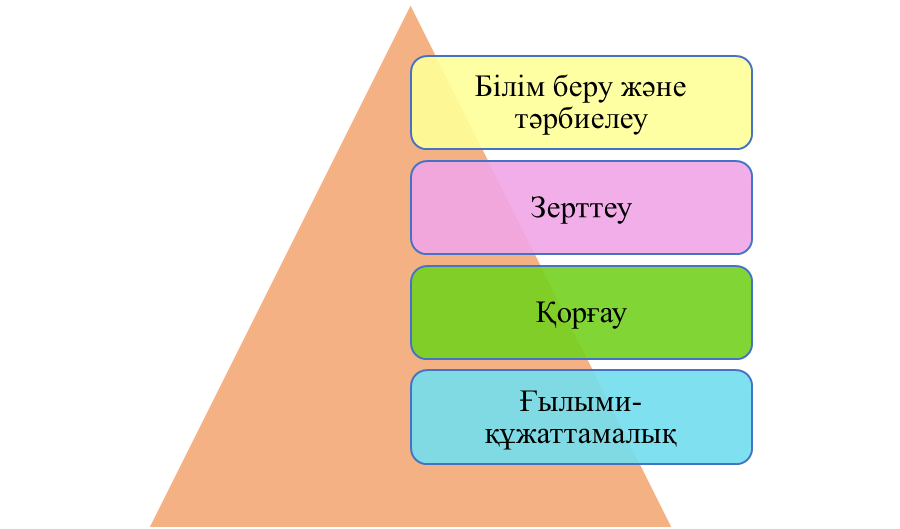 Білім беру және
тәрбиелеу
Зерттеу
Қорғау
Ғылыми-
құжаттамалық